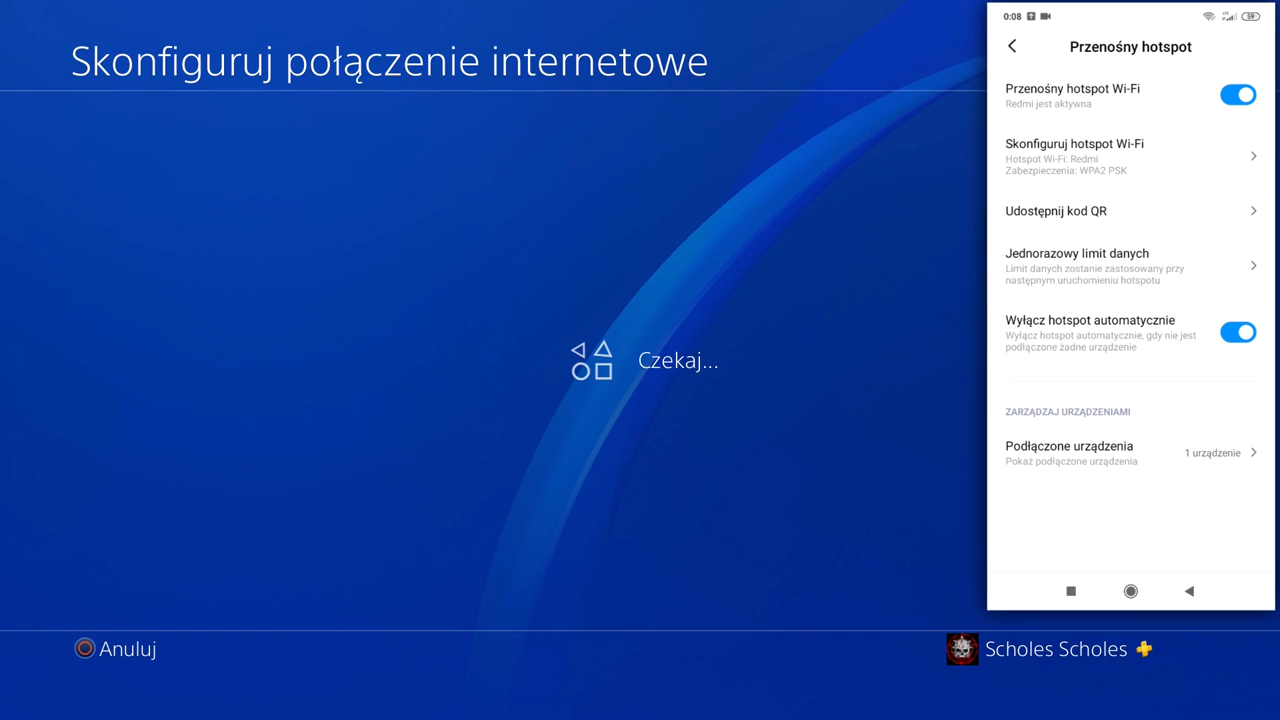 Skonfiguruj połączenie internetowe
Czekaj...
Anuluj
Scholes Scholes
0:08
59
Przenośny hotspot
Przenośny hotspot Wi-Fi
Redmi jest aktywna
Skonfiguruj hotspot Wi-Fi
Hotspot Wi-Fi: Redmi
Zabezpieczenia: WPA2 PSK
Udostępnij kod QR
Jednorazowy limit danych
Limit danych zostanie zastosowany przy
następnym uruchomieniu hotspotu
Wyłącz hotspot automatycznie
Wyłącz hotspot automatycznie, gdy nie jest
podłączone żadne urządzenie
ZARZĄDZAJ URZĄDZENIAMI
Podłączone urządzenia
1 urządzenie
Pokaż podłączone urządzenia